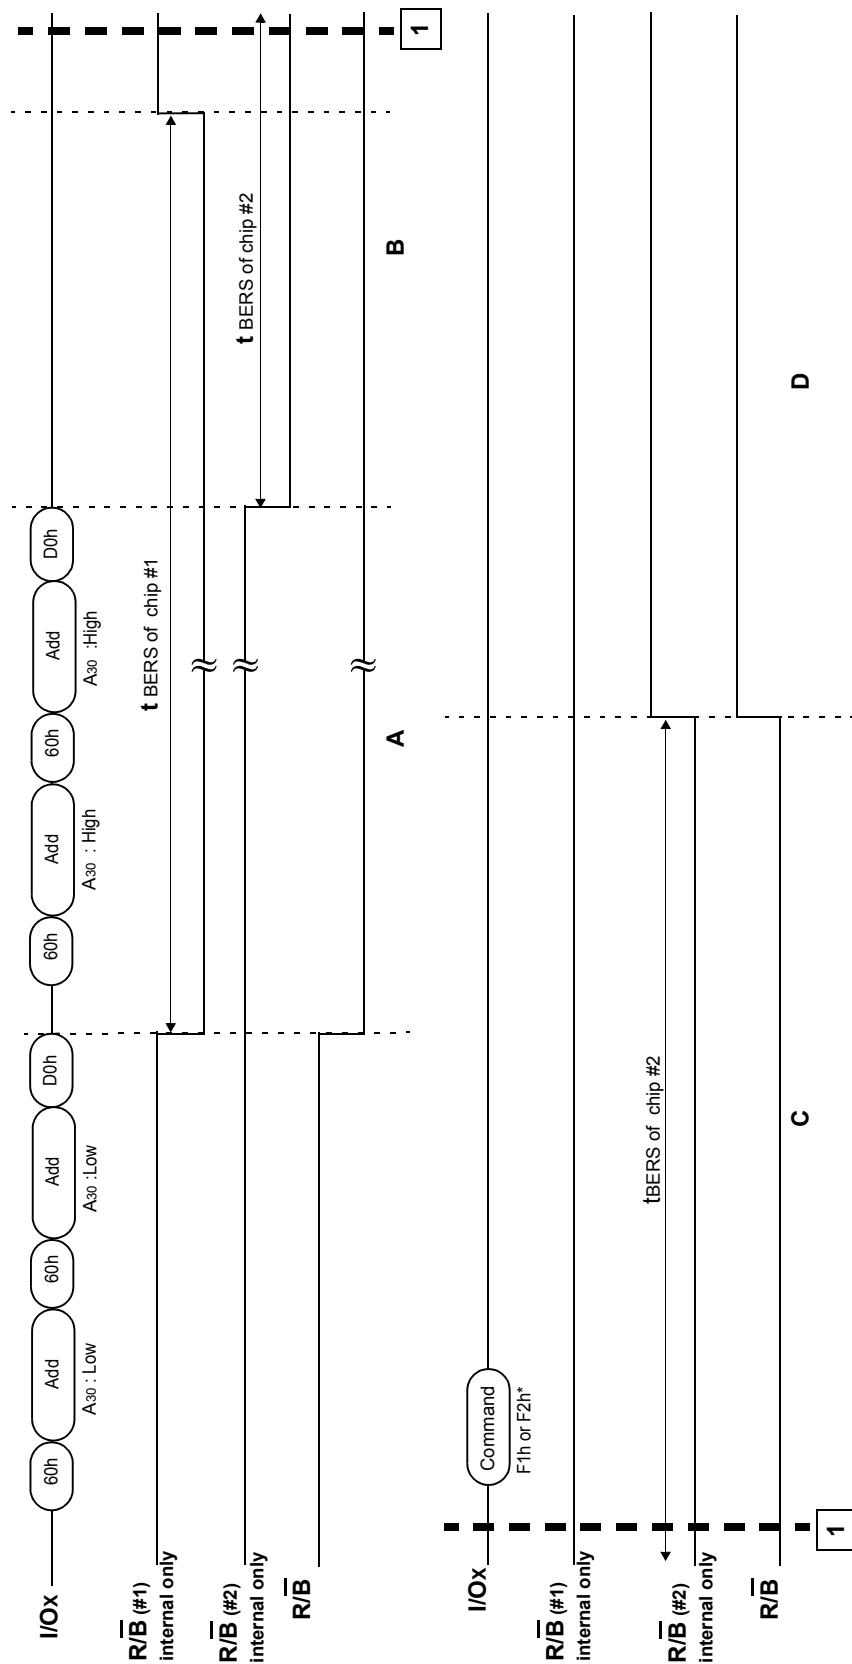 I/Ox
60h
Add
60h
Add
D0h
60h
Add
60h
Add
D0h
A30 : Low
A30 :Low
A30 : High
A30 :High
R/B (#1)
internal only
t BERS of chip #1
R/B (#2)
internal only
t BERS of chip #2
R/B
A
B
1
I/Ox
Command
F1h or F2h*
R/B (#1)
internal only
tBERS of chip #2
R/B (#2)
internal only
R/B
C
D
1